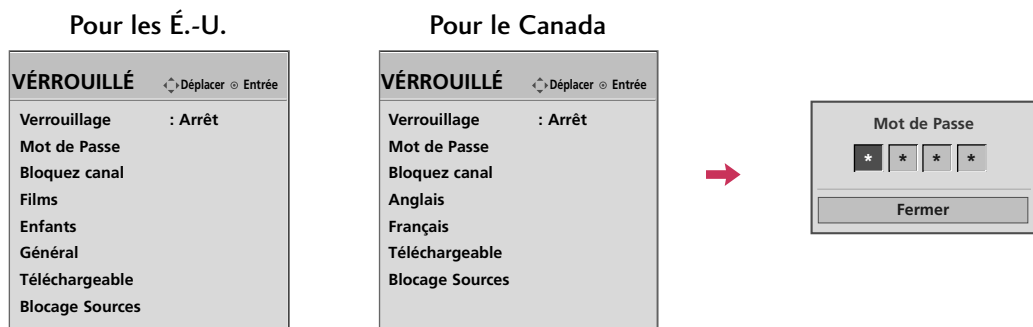 Pour les É.-U.
VÉRROUILLÉ Déplacer Entrée
Verrouillage : Arrêt
Mot de Passe
Bloquez canal
Films
Enfants
Général
Téléchargeable
Blocage Sources
Pour le Canada
VÉRROUILLÉ Déplacer Entrée
Verrouillage : Arrêt
Mot de Passe
Bloquez canal
Anglais
Français
Téléchargeable
Blocage Sources
Mot de Passe
* * * *
Fermer